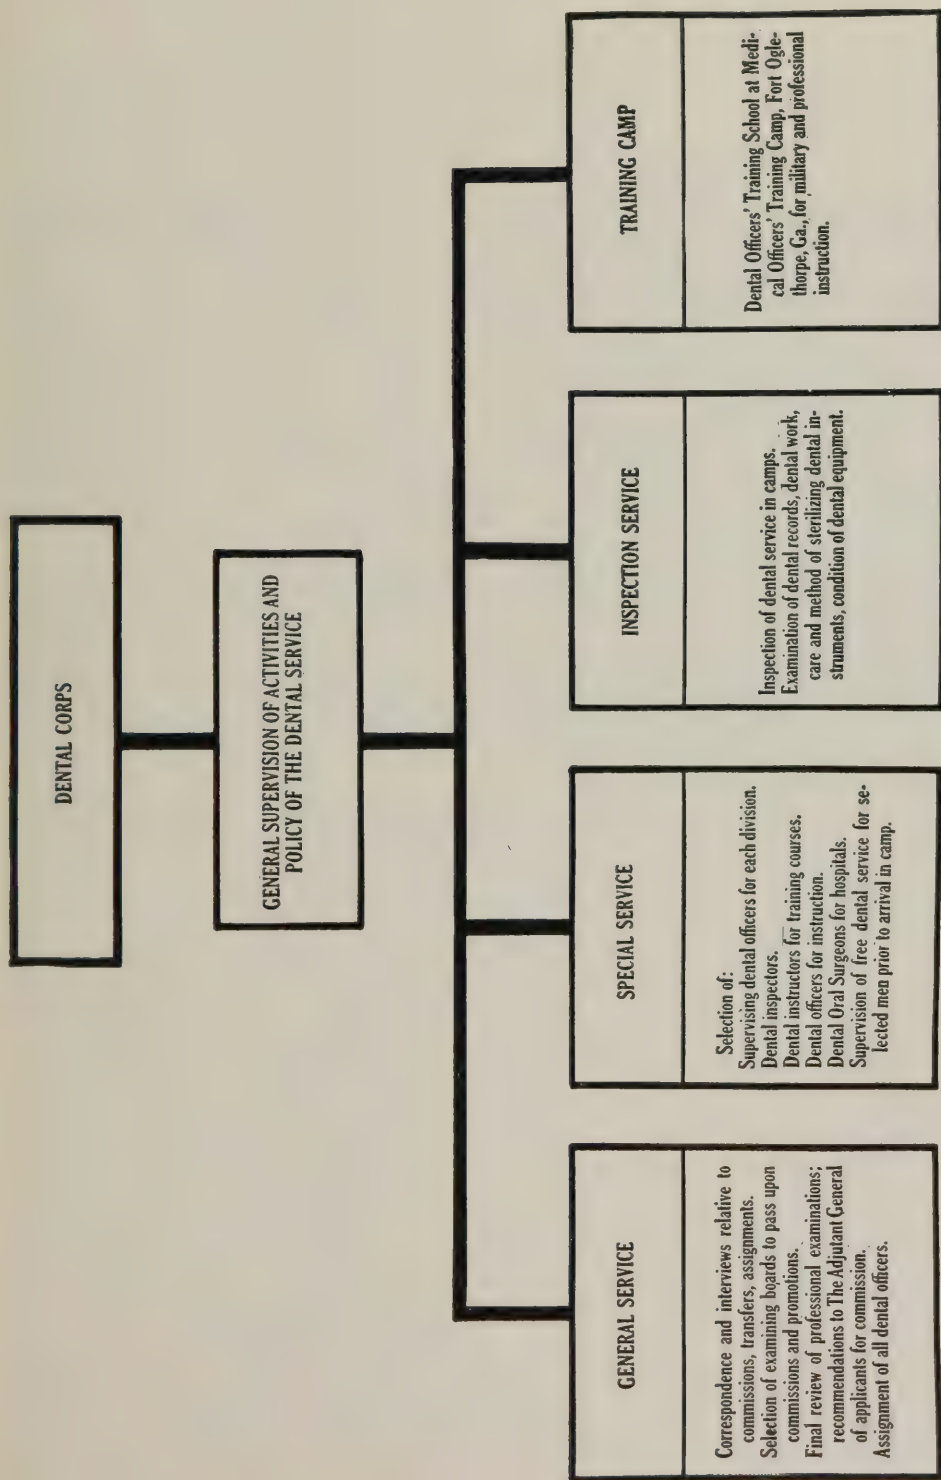 DENTAL CORPS
GENERAL SUPERVISION OF ACTIVITIES AND
POLICY OF THE DENTAL SERVICE
GENERAL SERVICE
Correspondence and interviews relative to
commissions, transfers, assignments.
Selection of examining boards to pass upon
commissions and promotions.
Final review of professional examinations;
recommendations to The Adjutant General
of applicants for commission.
Assignment of all dental officers.
SPECIAL SERVICE
Selection of:
Supervising dental officers for each division.
Dental inspectors.
Dental instructors for training courses.
Dental officers for instruction.
Dental Oral Surgeons for hospitals.
Supervision of free dental service for se-
lected men prior to arrival in camp.
INSPECTION SERVICE
Inspection of dental service in camps.
Examination of dental records, dental work,
care and method of sterilizing dental in-
struments, condition of dental equipment.
TRAINING CAMP
Dental Officers' Training School at Medi-
cal Officers' Training Camp, Fort Ogle-
thorpe, Ga., for military and professional
instruction.